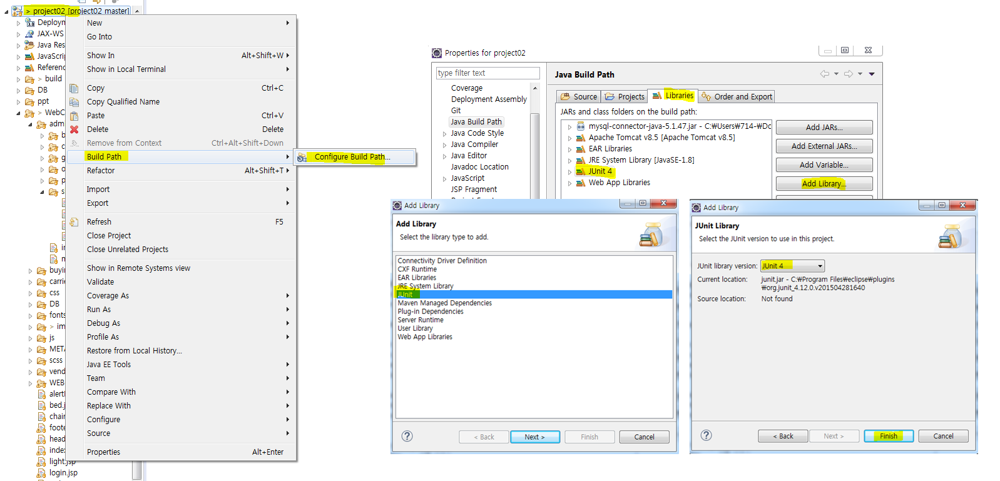 > project02 [project02 master]
Deploym
JAX-WS
Java Res
JavaScrip
Referenc
> build
DB
ppt
> WebC
adm
b
c
g
o
p
s
in
m
buyin
carrie
css
DB
fonts
> im
js
META
scss
vend
WEB
alert
bed.j
chair
foote
head
index
light.jsp
login.jsp
New
Go Into
Show In Alt+Shift+W
Show in Local Terminal
Copy Ctrl+C
Copy Qualified Name
Paste Ctrl+V
Delete Delete
Remove from Context Ctrl+Alt+Shift+Down
Build Path
Refactor Alt+Shift+T
Import
Export
Refresh F5
Close Project
Close Unrelated Projects
Show in Remote Systems view
Validate
Coverage As
Run As
Debug As
Profile As
Restore from Local History...
Java EE Tools
Team
Compare With
Replace With
Configure
Source
Properties Alt+Enter
Configure Build Path...
Properties for project02
type filter text
Coverage
Deployment Assembly
Git
Java Build Path
Java Code Style
Java Compiler
Java Editor
Javadoc Location
JavaScript
JSP Fragment
Java Build Path
Source Projects Libraries Order and Export
JARs and class folders on the build path:
mysql-connector-java-5.1.47.jar - C:₩Users₩714-₩Dc
Apache Tomcat v8.5 [Apache Tomcat v8.5]
EAR Libraries
JRE System Library [JavaSE-1.8]
JUnit 4
Web App Libraries
Add JARs...
Add External JARs...
Add Variable...
Add Library...
Add Library
Add Library
Select the library type to add.
Connectivity Driver Definition
CXF Runtime
EAR Libraries
JRE System Library
JUnit
Maven Managed Dependencies
Plug-in Dependencies
Server Runtime
User Library
Web App Libraries
? < Back Next > Finish Cancel
Add Library
JUnit Library
Select the JUnit version to use in this project.
JUnit library version: JUnit 4
Current location: junit.jar - C:₩Program Files₩eclipse₩plugins
₩org.junit_4.12.0.v201504281640
Source location: Not found
? < Back Next > Finish Cancel